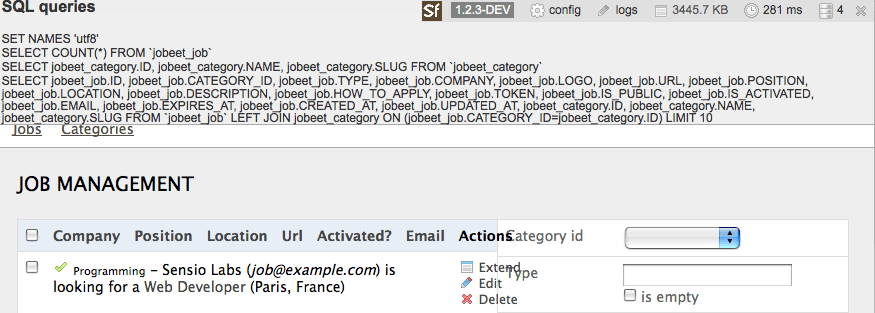 SQL queries
Sf 1.2.3-DEV config logs 3445.7 KB 281 ms 4
SET NAMES 'utf8'
SELECT COUNT(*) FROM `jobeet_job`
SELECT jobeet_category.ID, jobeet_category.NAME, jobeet_category.SLUG FROM `jobeet_category`
SELECT jobeet_job.ID, jobeet_job.CATEGORY_ID, jobeet_job.TYPE, jobeet_job.COMPANY, jobeet_job.LOGO, jobeet_job.URL, jobeet_job.POSITION,
jobeet_job.LOCATION, jobeet_job.DESCRIPTION, jobeet_job.HOW_TO_APPLY, jobeet_job.TOKEN, jobeet_job.IS_PUBLIC, jobeet_job.IS_ACTIVATED,
jobeet_job.EMAIL, jobeet_job.EXPIRES_AT, jobeet_job.CREATED_AT, jobeet_job.UPDATED_AT, jobeet_category.ID, jobeet_category.NAME,
jobeet_category.SLUG FROM `jobeet_job` LEFT JOIN jobeet_category ON (jobeet_job.CATEGORY_ID=jobeet_category.ID) LIMIT 10
Jobs Categories
JOB MANAGEMENT
Company Position Location Url Activated? Email Actions
Category id
Programming – Sensio Labs (job@example.com) is
looking for a Web Developer (Paris, France)
Extend
Edit
Delete
Type
is empty